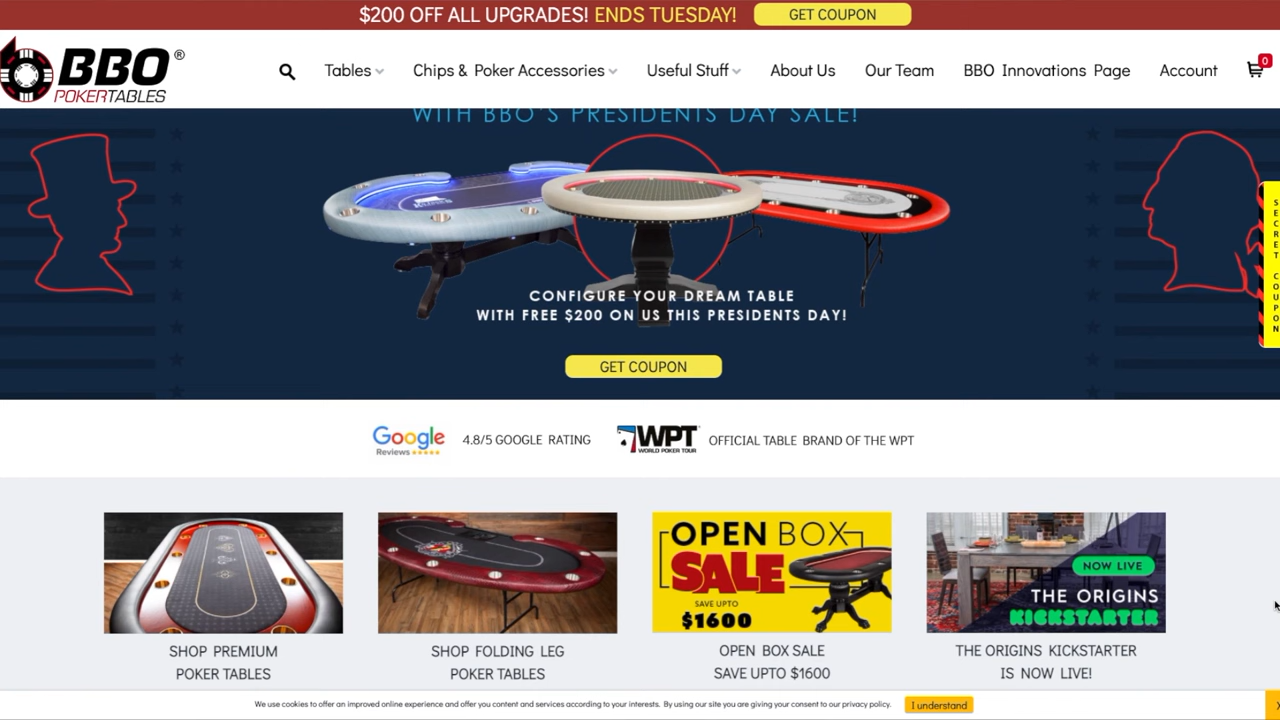 $200 OFF ALL UPGRADES! ENDS TUESDAY! GET COUPON
BBO®
POKERTABLES
Tables
Chips & Poker Accessories
Useful Stuff
About Us
Our Team
BBO Innovations Page
Account
0
WITH BBO'S PRESIDENTS DAY SALE!
CONFIGURE YOUR DREAM TABLE
WITH FREE $200 ON US THIS PRESIDENTS DAY!
GET COUPON
SECRET COUPON
Google
Reviews
4.8/5 GOOGLE RATING
WPT
WORLD POKER TOUR
OFFICIAL TABLE BRAND OF THE WPT
OPEN BOX
SALE
SAVE UPTO
$1600
NOW LIVE
THE ORIGINS
KICKSTARTER
SHOP PREMIUM
POKER TABLES
SHOP FOLDING LEG
POKER TABLES
OPEN BOX SALE
SAVE UPTO $1600
THE ORIGINS KICKSTARTER
IS NOW LIVE!
We use cookies to offer an improved online experience and offer you content and services according to your interests. By using our site you are giving your consent to our privacy policy.
I understand